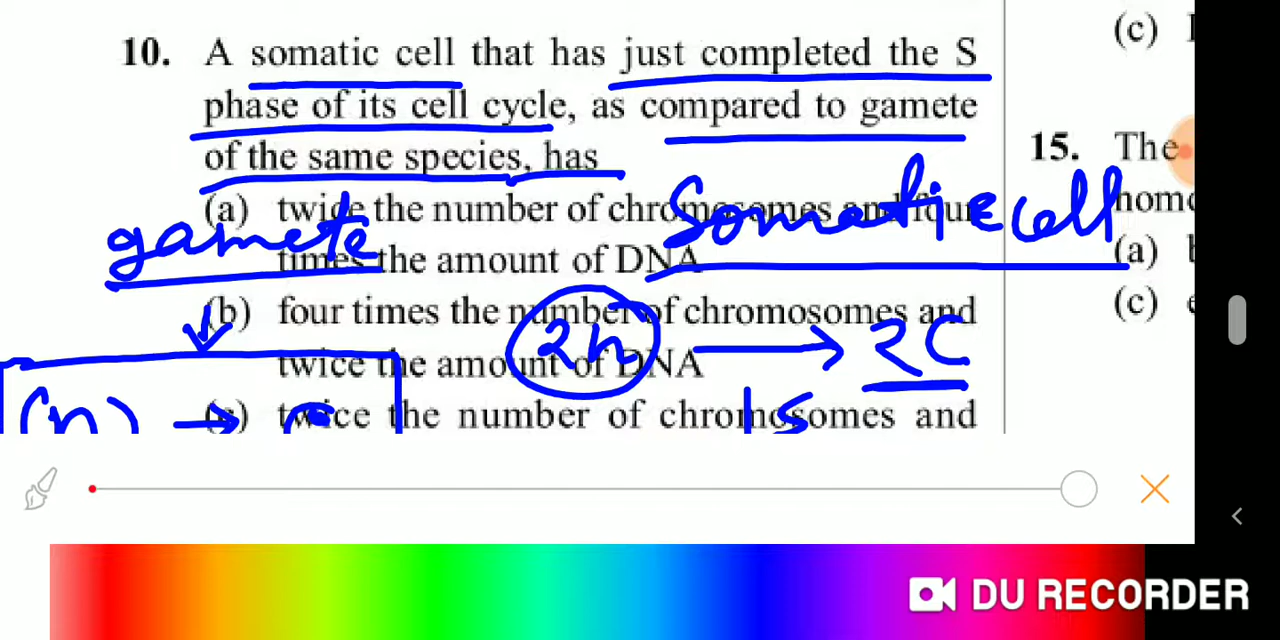 10. A somatic cell that has just completed the S
phase of its cell cycle, as compared to gamete
of the same species, has
(a) twice the number of chromosomes and four
times the amount of DNA
(b) four times the number of chromosomes and
twice the amount of DNA
(c) twice the number of chromosomes and
gamete
(n) →
Somatic cell
2n → 2C
↓ S
(c)
15. The
(a)
(c)
DU RECORDER